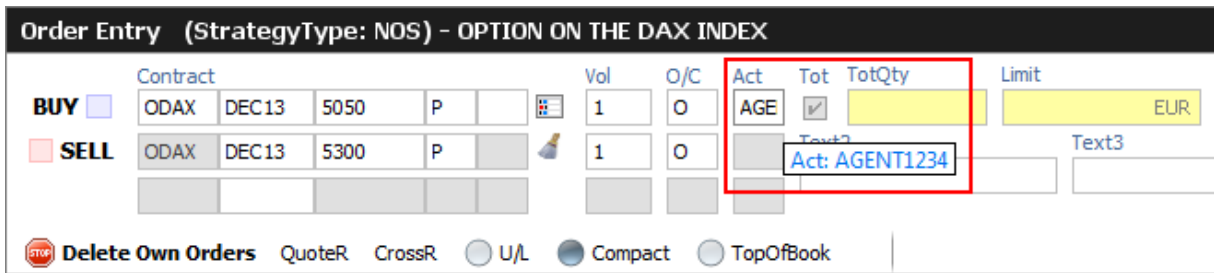 Order Entry (StrategyType: NOS) - OPTION ON THE DAX INDEX
Contract Vol O/C Act Tot TotQty Limit
BUY ODAX DEC13 5050 P 1 O AGE EUR
Text3
SELL ODAX DEC13 5300 P 1 O
Act: AGENT1234
STOP Delete Own Orders QuoteR CrossR U/L Compact TopOfBook